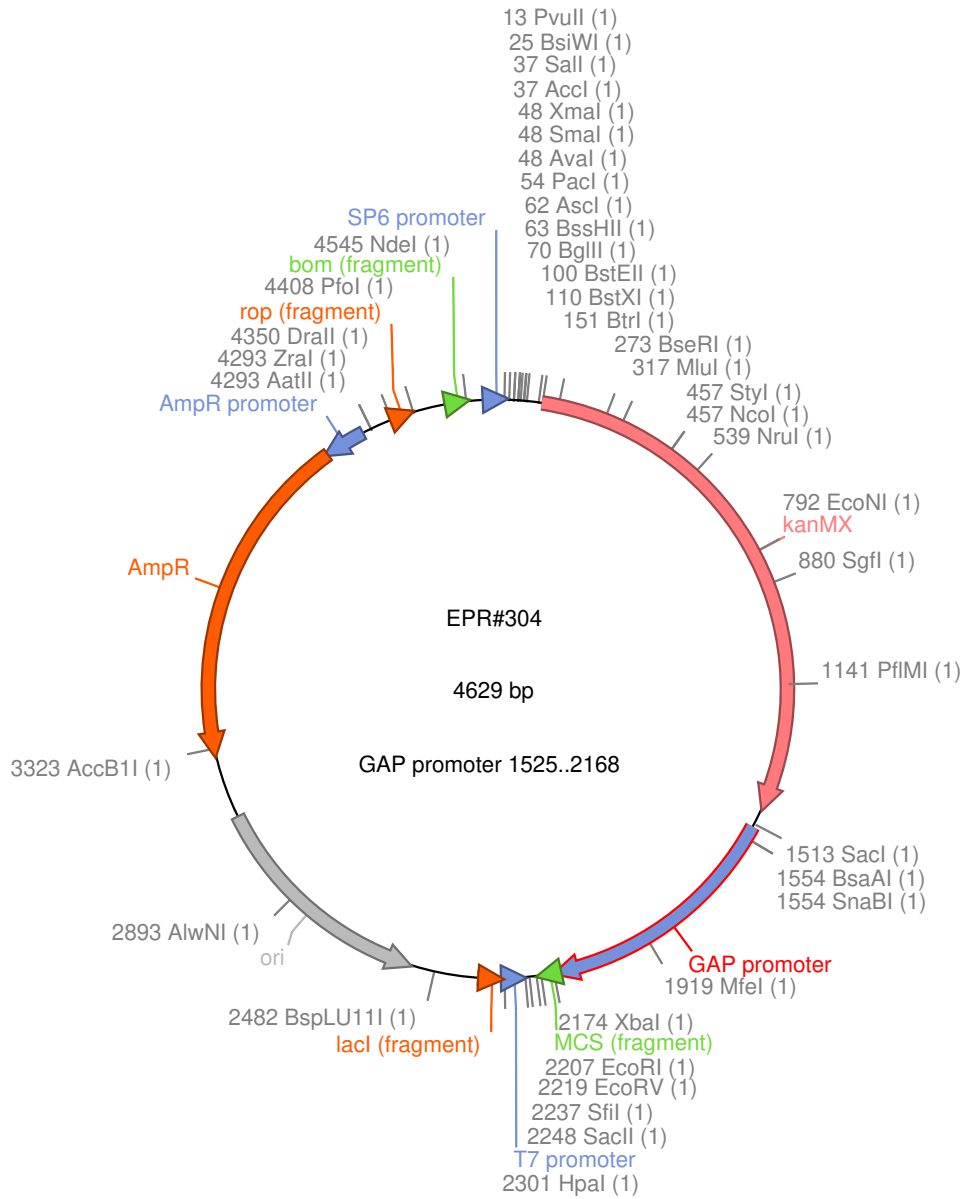 13 PvuII (1)
25 BsiWI (1)
37 SalI (1)
37 AccI (1)
48 XmaI (1)
48 SmaI (1)
48 AvaI (1)
54 PacI (1)
62 AscI (1)
63 BssHII (1)
70 BglII (1)
100 BstEII (1)
110 BstXI (1)
151 BtrI (1)
273 BseRI (1)
317 MluI (1)
457 StyI (1)
457 NcoI (1)
539 NruI (1)
792 EcoNI (1)
kanMX
880 SgfI (1)
1141 PflMI (1)
1513 SacI (1)
1554 BsaAI (1)
1554 SnaBI (1)
GAP promoter
1919 MfeI (1)
2174 XbaI (1)
MCS (fragment)
2207 EcoRI (1)
2219 EcoRV (1)
2237 SfiI (1)
2248 SacII (1)
T7 promoter
2301 HpaI (1)
lacI (fragment)
2482 BspLU11I (1)
ori
2893 AlwNI (1)
3323 AccB1I (1)
AmpR
AmpR promoter
4293 AatII (1)
4293 ZraI (1)
4350 DraII (1)
rop (fragment)
4408 PfoI (1)
bom (fragment)
4545 NdeI (1)
SP6 promoter
EPR#304
4629 bp
GAP promoter 1525..2168